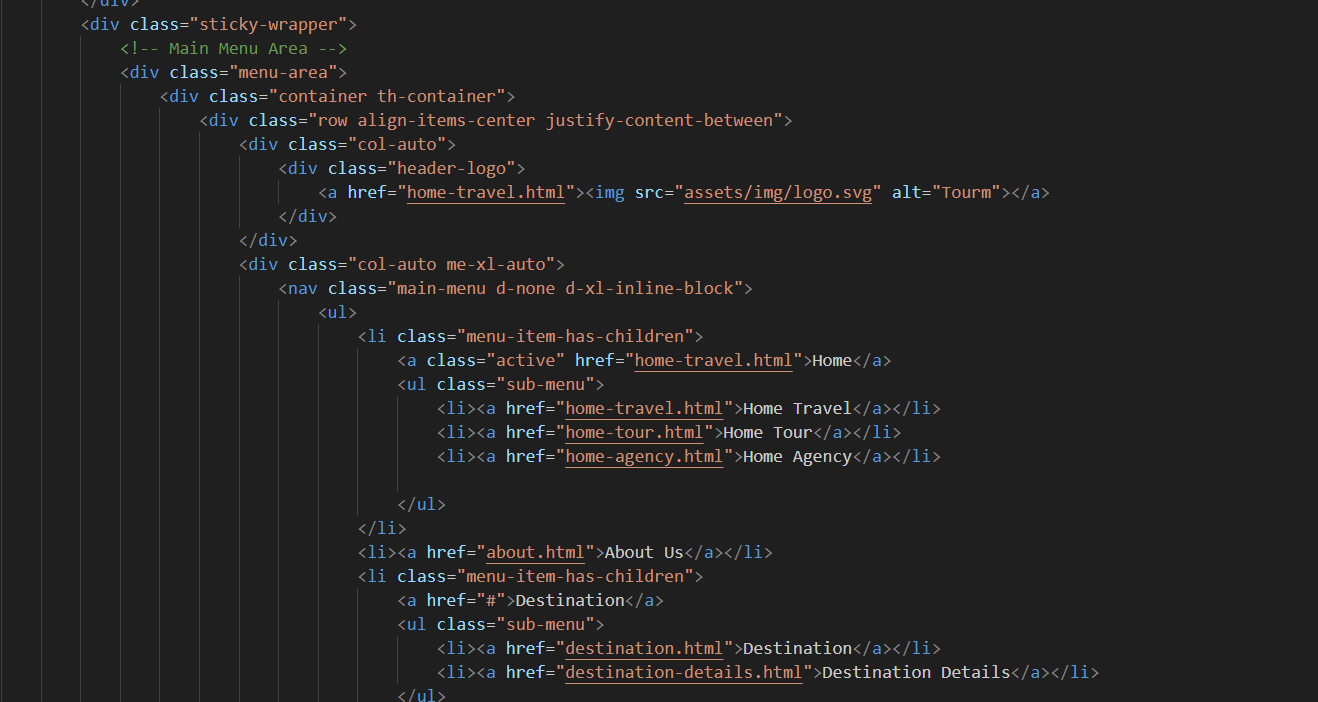 </div>
<div class="sticky-wrapper">
<!-- Main Menu Area -->
<div class="menu-area">
<div class="container th-container">
<div class="row align-items-center justify-content-between">
<div class="col-auto">
<div class="header-logo">
<a href="home-travel.html"><img src="assets/img/logo.svg" alt="Tourm"></a>
</div>
</div>
<div class="col-auto me-xl-auto">
<nav class="main-menu d-none d-xl-inline-block">
<ul>
<li class="menu-item-has-children">
<a class="active" href="home-travel.html">Home</a>
<ul class="sub-menu">
<li><a href="home-travel.html">Home Travel</a></li>
<li><a href="home-tour.html">Home Tour</a></li>
<li><a href="home-agency.html">Home Agency</a></li>
</ul>
</li>
<li><a href="about.html">About Us</a></li>
<li class="menu-item-has-children">
<a href="#">Destination</a>
<ul class="sub-menu">
<li><a href="destination.html">Destination</a></li>
<li><a href="destination-details.html">Destination Details</a></li>
</ul>